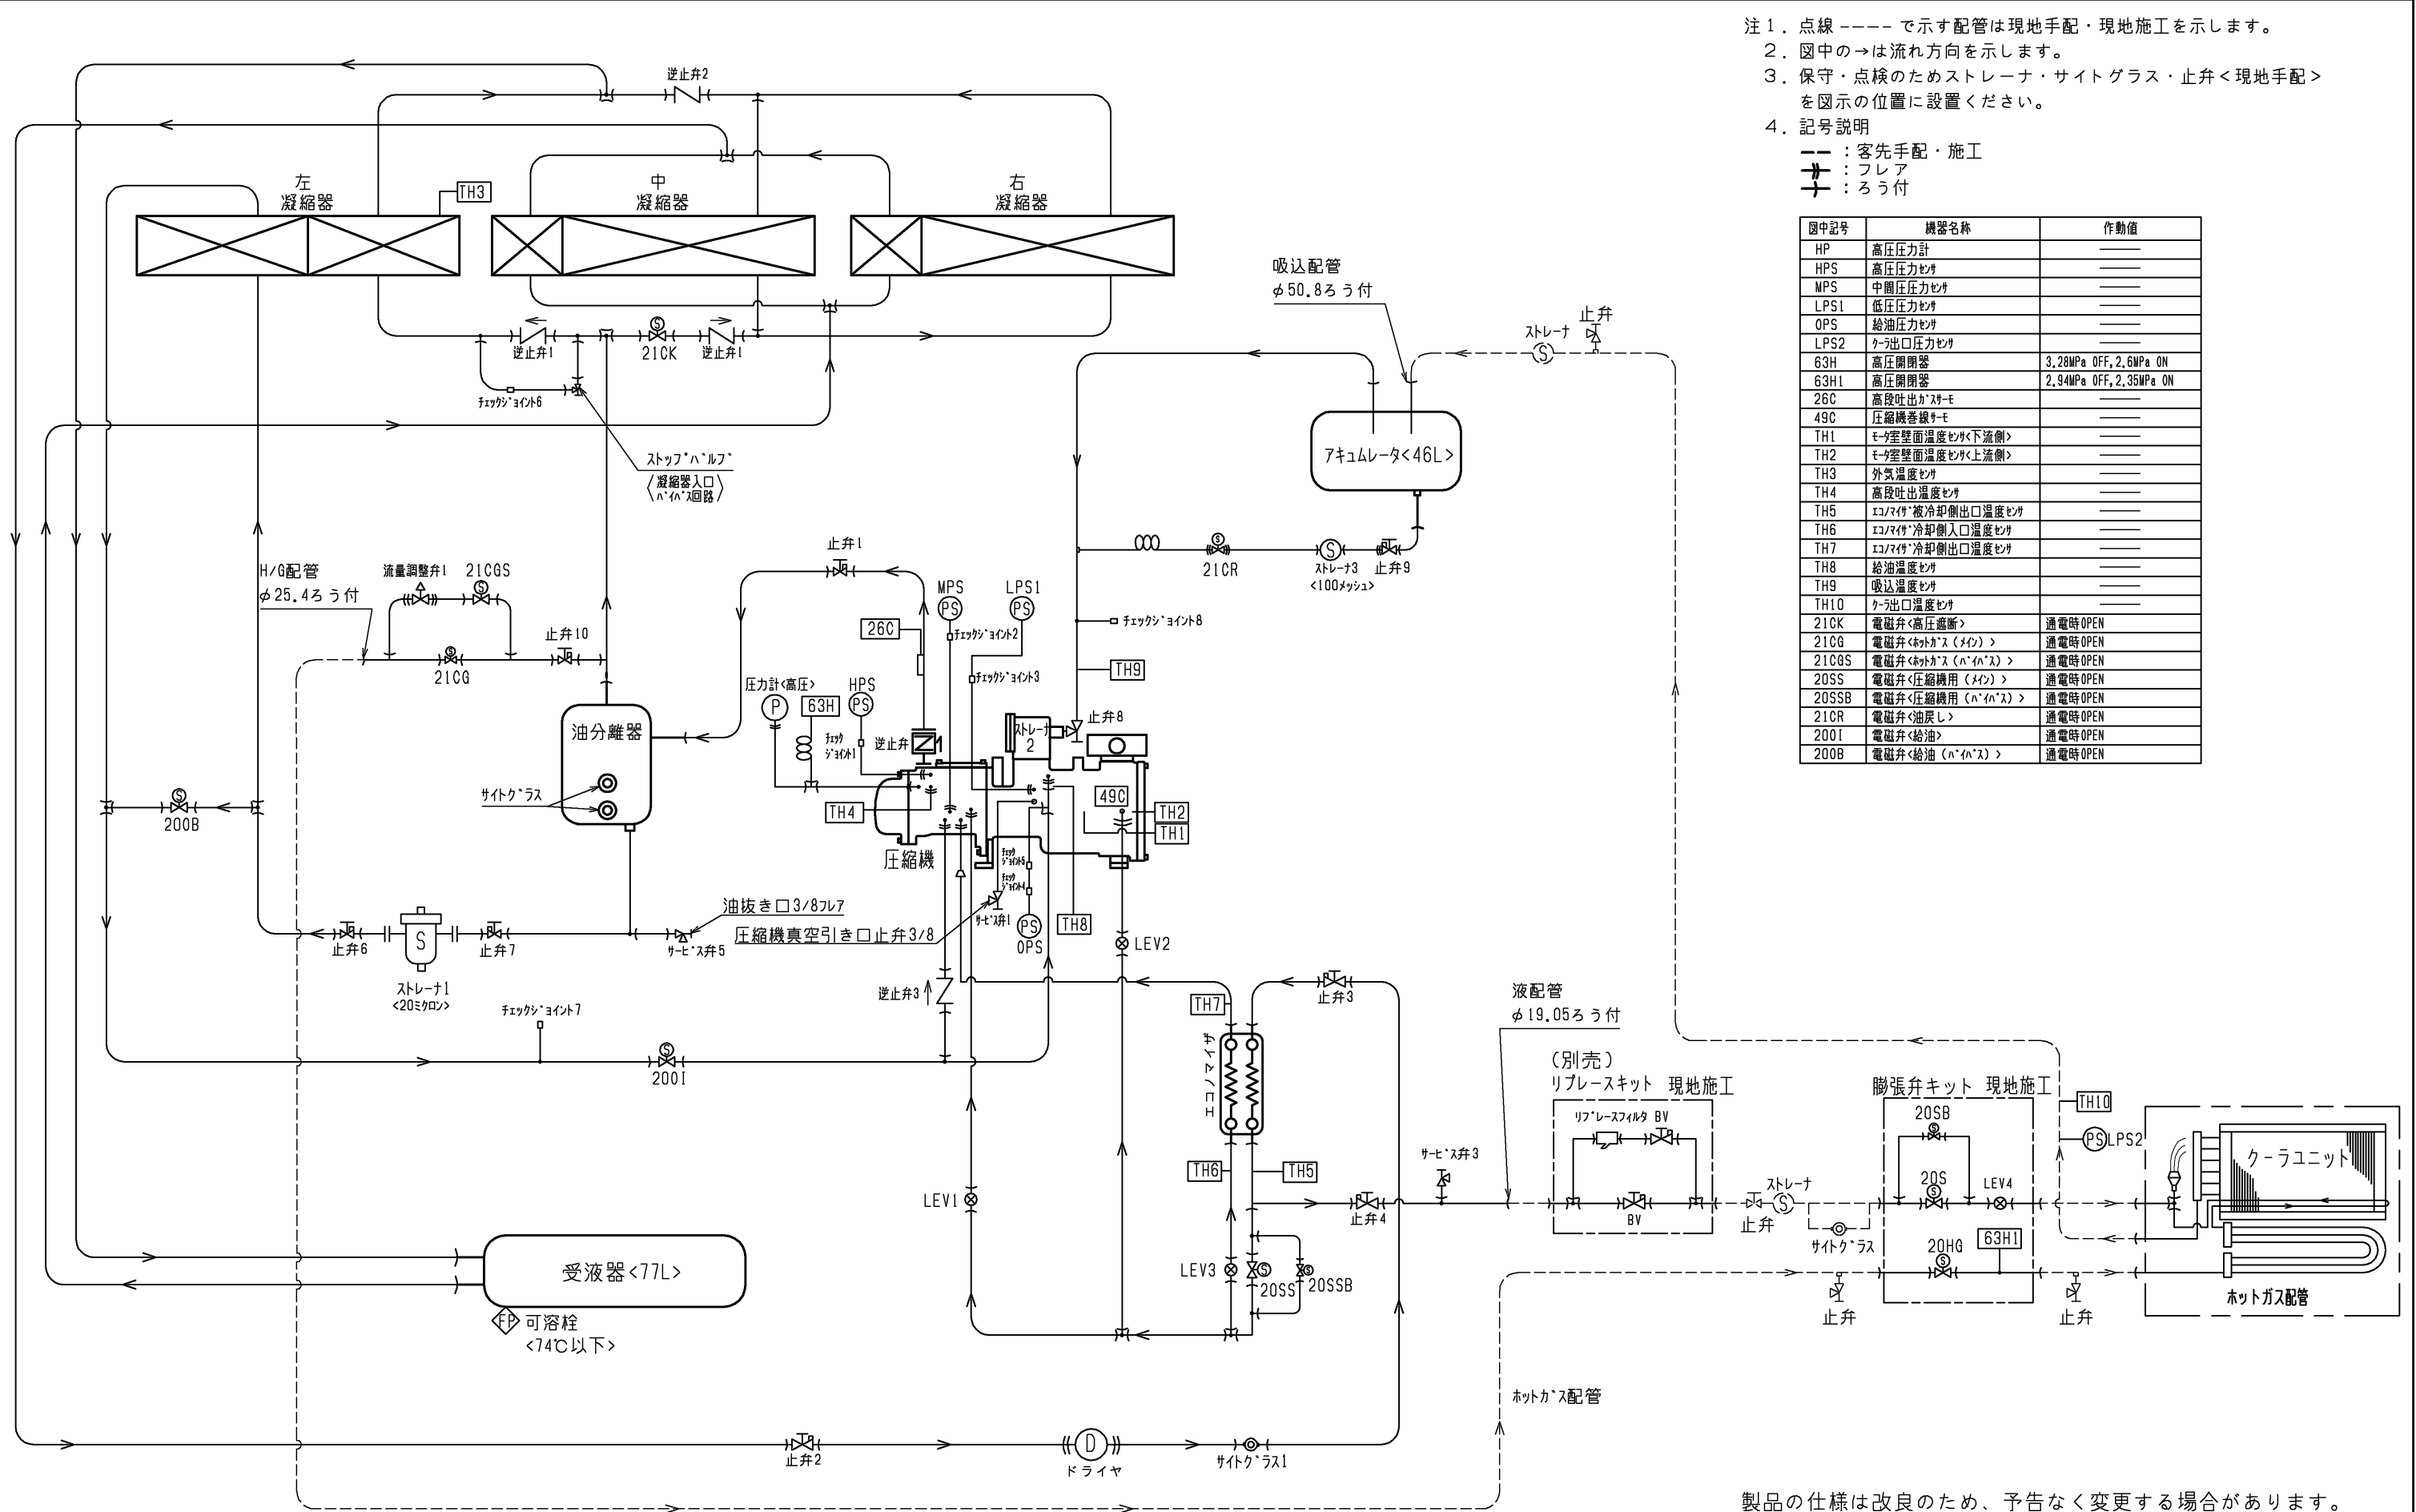 注1. 点線 ---- で示す配管は現地手配・現地施工を示します。
2. 図中の→は流れ方向を示します。
3. 保守・点検のためストレーナ・サイトグラス・止弁<現地手配>
を図示の位置に設置ください。
4. 記号説明
：客先手配・施工
：フレア
：ろう付
図中記号 機器名称 作動値
HP 高圧圧力計 ――
HPS 高圧圧力ｾﾝｻ ――
MPS 中間圧圧力ｾﾝｻ ――
LPS1 低圧圧力ｾﾝｻ ――
OPS 給油圧力ｾﾝｻ ――
LPS2 ｸｰﾗ出口圧力ｾﾝｻ ――
63H 高圧開閉器 3.28MPa OFF,2.6MPa ON
63H1 高圧開閉器 2.94MPa OFF,2.35MPa ON
26C 高段吐出ｶﾞｽｻｰﾓ ――
49C 圧縮機巻線ｻｰﾓ ――
TH1 ﾓｰﾀ室壁面温度ｾﾝｻ<下流側> ――
TH2 ﾓｰﾀ室壁面温度ｾﾝｻ<上流側> ――
TH3 外気温度ｾﾝｻ ――
TH4 高段吐出温度ｾﾝｻ ――
TH5 ｴｺﾉﾏｲｻﾞ被冷却側出口温度ｾﾝｻ ――
TH6 ｴｺﾉﾏｲｻﾞ冷却側入口温度ｾﾝｻ ――
TH7 ｴｺﾉﾏｲｻﾞ冷却側出口温度ｾﾝｻ ――
TH8 給油温度ｾﾝｻ ――
TH9 吸込温度ｾﾝｻ ――
TH10 ｸｰﾗ出口温度ｾﾝｻ ――
21CK 電磁弁<高圧遮断> 通電時OPEN
21CG 電磁弁<ﾎｯﾄｶﾞｽ(ﾒｲﾝ)> 通電時OPEN
21CGS 電磁弁<ﾎｯﾄｶﾞｽ(ﾊﾞｲﾊﾟｽ)> 通電時OPEN
20SS 電磁弁<圧縮機用(ﾒｲﾝ)> 通電時OPEN
20SSB 電磁弁<圧縮機用(ﾊﾞｲﾊﾟｽ)> 通電時OPEN
21CR 電磁弁<油戻し> 通電時OPEN
20OI 電磁弁<給油> 通電時OPEN
20OB 電磁弁<給油(ﾊﾞｲﾊﾟｽ)> 通電時OPEN
逆止弁2
左
凝縮器
TH3
中
凝縮器
右
凝縮器
S
逆止弁1
21CK
逆止弁1
ﾁｪｯｸｼﾞｮｲﾝﾄ6
ｽﾄｯﾌﾟﾊﾞﾙﾌﾞ
〈凝縮器入口
ﾊﾞｲﾊﾟｽ回路〉
吸込配管
φ50.8ろう付
ｽﾄﾚｰﾅ
止弁
S
アキュムレータ<46L>
21CR
S
ｽﾄﾚｰﾅ3
<100ﾒｯｼｭ>
止弁9
ﾁｪｯｸｼﾞｮｲﾝﾄ8
TH9
止弁8
H/G配管
φ25.4ろう付
流量調整弁1
21CGS
21CG
止弁10
止弁1
MPS
PS
LPS1
PS
26C
ﾁｪｯｸｼﾞｮｲﾝﾄ2
ﾁｪｯｸｼﾞｮｲﾝﾄ3
圧力計<高圧>
P
63H
HPS
PS
ﾁｪｯｸ
ｼﾞｮｲﾝﾄ1
逆止弁
ｽﾄﾚｰﾅ
2
油分離器
ｻｲﾄｸﾞﾗｽ
TH4
49C
TH2
TH1
圧縮機
ﾁｪｯｸ
ｼﾞｮｲﾝﾄ5
ﾁｪｯｸ
ｼﾞｮｲﾝﾄ4
ｻｰﾋﾞｽ弁1
PS
OPS
TH8
20OB
油抜き口3/8ﾌﾚｱ
圧縮機真空引き口止弁3/8
止弁6
S
止弁7
ｻｰﾋﾞｽ弁5
ｽﾄﾚｰﾅ1
<20ﾐｸﾛﾝ>
ﾁｪｯｸｼﾞｮｲﾝﾄ7
20OI
逆止弁3
LEV2
TH7
止弁3
エコノマイザ
TH6
TH5
LEV1
LEV3
20SS
20SSB
ｻｰﾋﾞｽ弁3
止弁4
液配管
φ19.05ろう付
(別売)
リプレースキット 現地施工
ﾘﾌﾟﾚｰｽﾌｨﾙﾀ BV
BV
ｽﾄﾚｰﾅ
S
止弁
ｻｲﾄｸﾞﾗｽ
膨張弁キット 現地施工
20SB
20S
LEV4
20HG
63H1
止弁
止弁
TH10
PS
LPS2
クーラユニット
ホットガス配管
受液器<77L>
FP
可溶栓
<74℃以下>
ﾎｯﾄｶﾞｽ配管
止弁2
D
ドライヤ
ｻｲﾄｸﾞﾗｽ1
製品の仕様は改良のため、予告なく変更する場合があります。